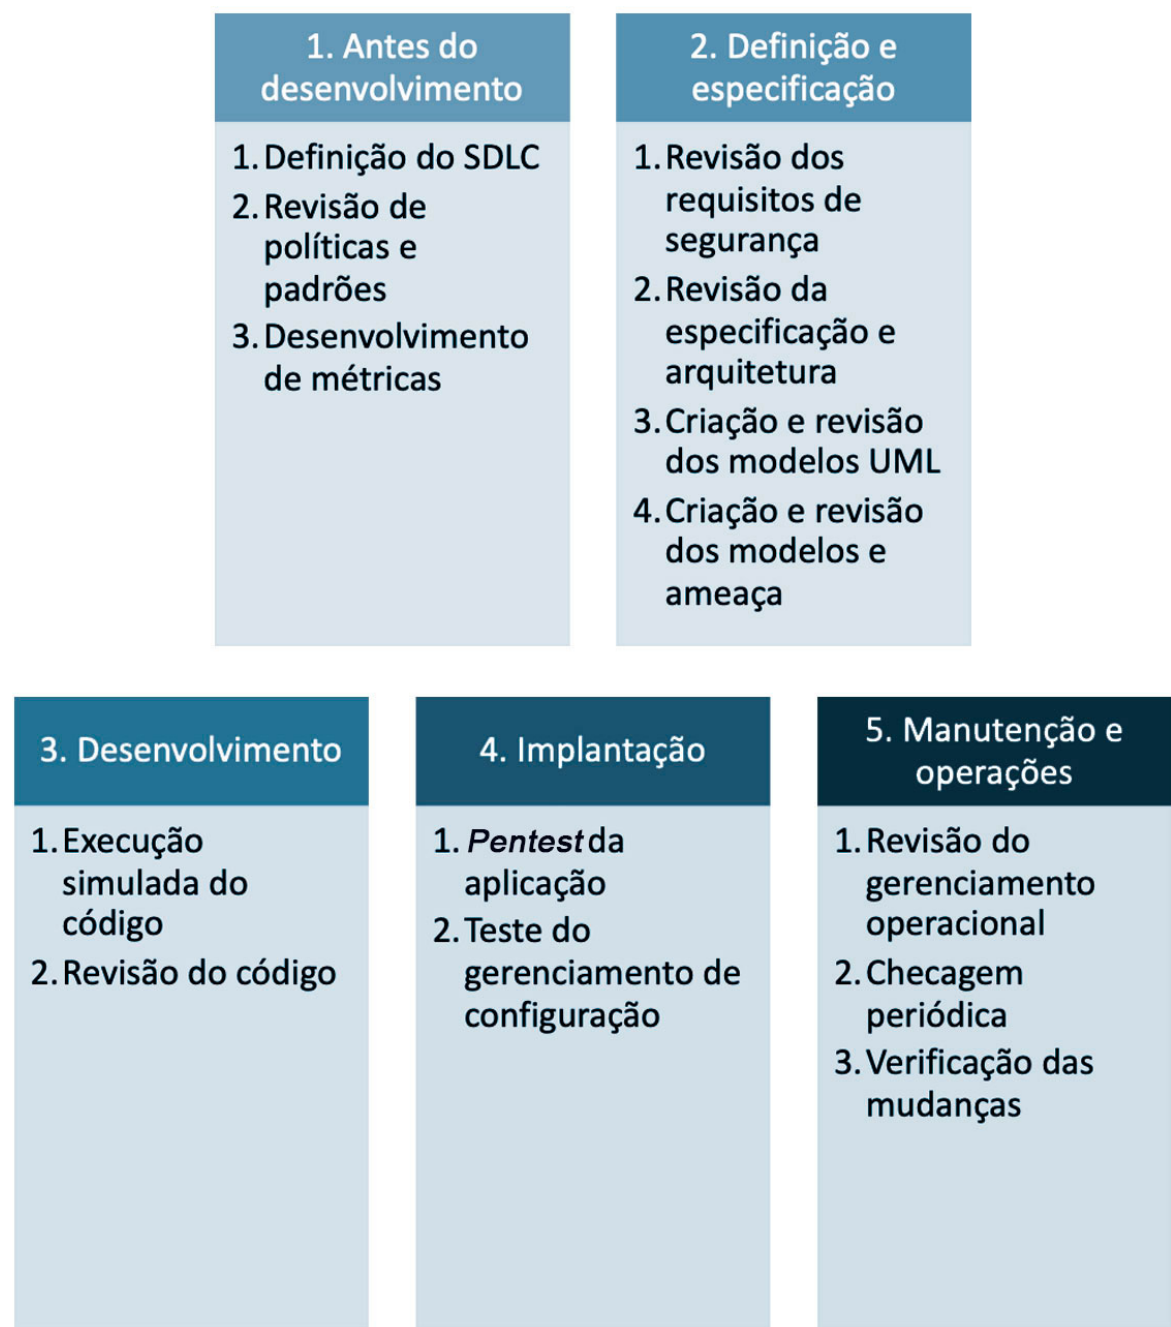 1. Antes do
desenvolvimento
1. Definição do SDLC
2. Revisão de
políticas e
padrões
3. Desenvolvimento
de métricas
2. Definição e
especificação
1. Revisão dos
requisitos de
segurança
2. Revisão da
especificação e
arquitetura
3. Criação e revisão
dos modelos UML
4. Criação e revisão
dos modelos e
ameaça
3. Desenvolvimento
1. Execução
simulada do
código
2. Revisão do código
4. Implantação
1. Pentest da
aplicação
2. Teste do
gerenciamento de
configuração
5. Manutenção e
operações
1. Revisão do
gerenciamento
operacional
2. Checagem
periódica
3. Verificação das
mudanças